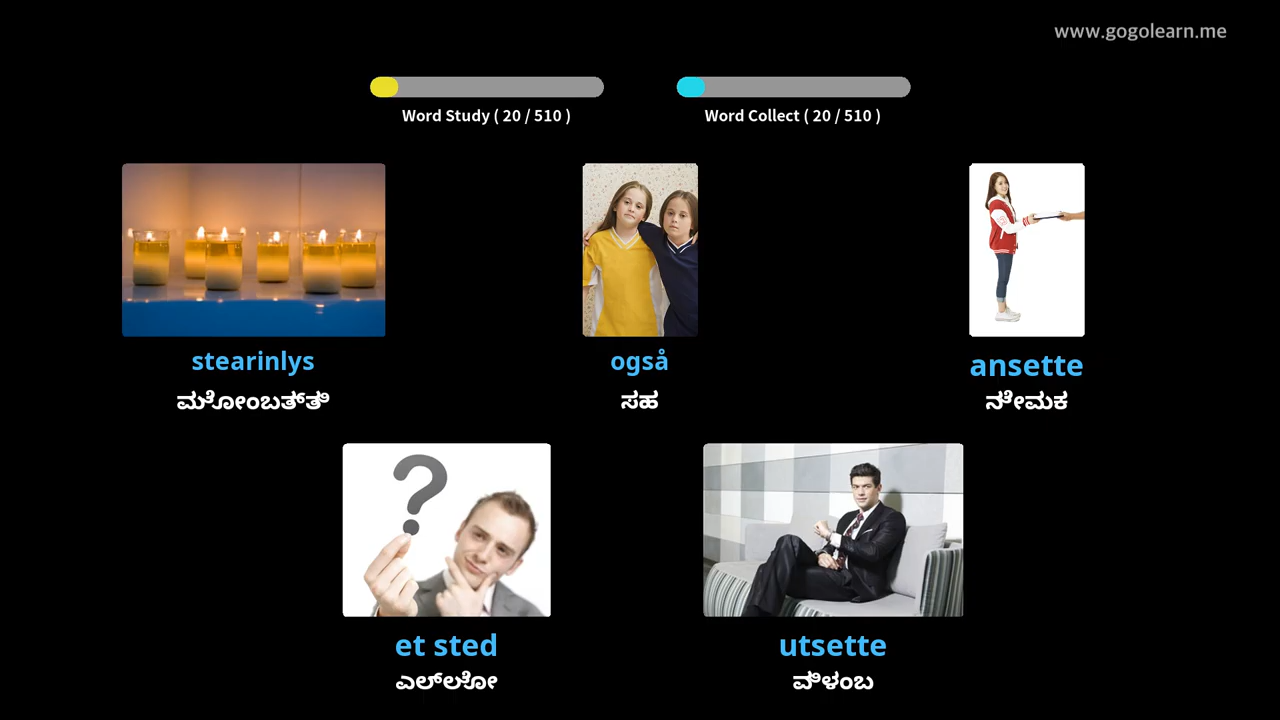 www.gogolearn.me
Word Study ( 20 / 510 )
Word Collect ( 20 / 510 )
stearinlys
også
ansette
ಮೋಂಬತ್ತಿ
ಸಹ
ನೇಮಕ
et sted
utsette
ಎಲ್ಲೋ
ವಿಳಂಬ